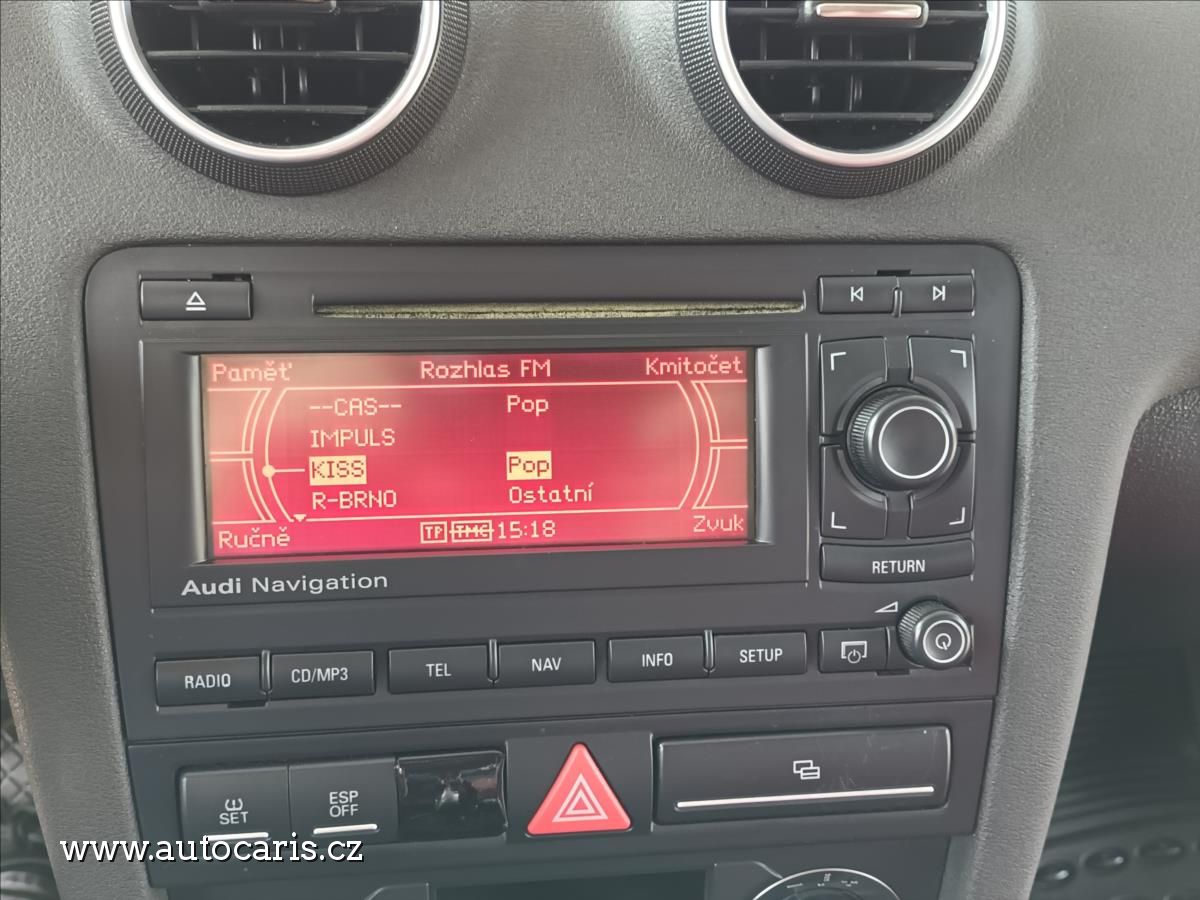 Paměť Rozhlas FM Kmitočet
--CAS-- Pop
IMPULS
KISS Pop
R-BRNO Ostatní
Ručně TP TMC 15:18 Zvuk
Audi Navigation
RETURN
RADIO CD/MP3 TEL NAV INFO SETUP
SET
ESP
OFF
www.autocaris.cz